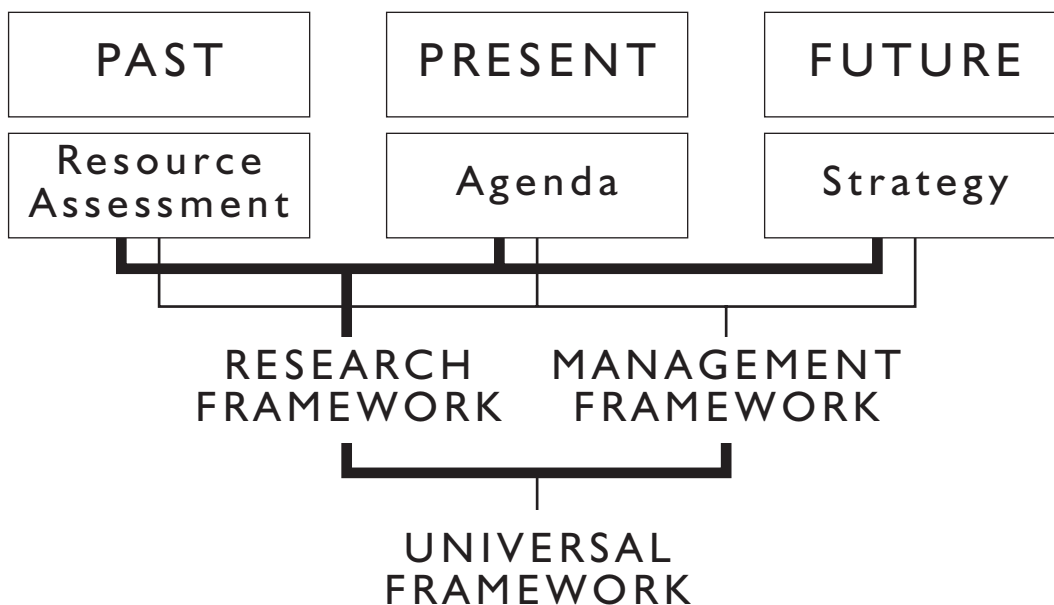 PAST
PRESENT
FUTURE
Resource
Assessment
Agenda
Strategy
RESEARCH
FRAMEWORK
MANAGEMENT
FRAMEWORK
UNIVERSAL
FRAMEWORK